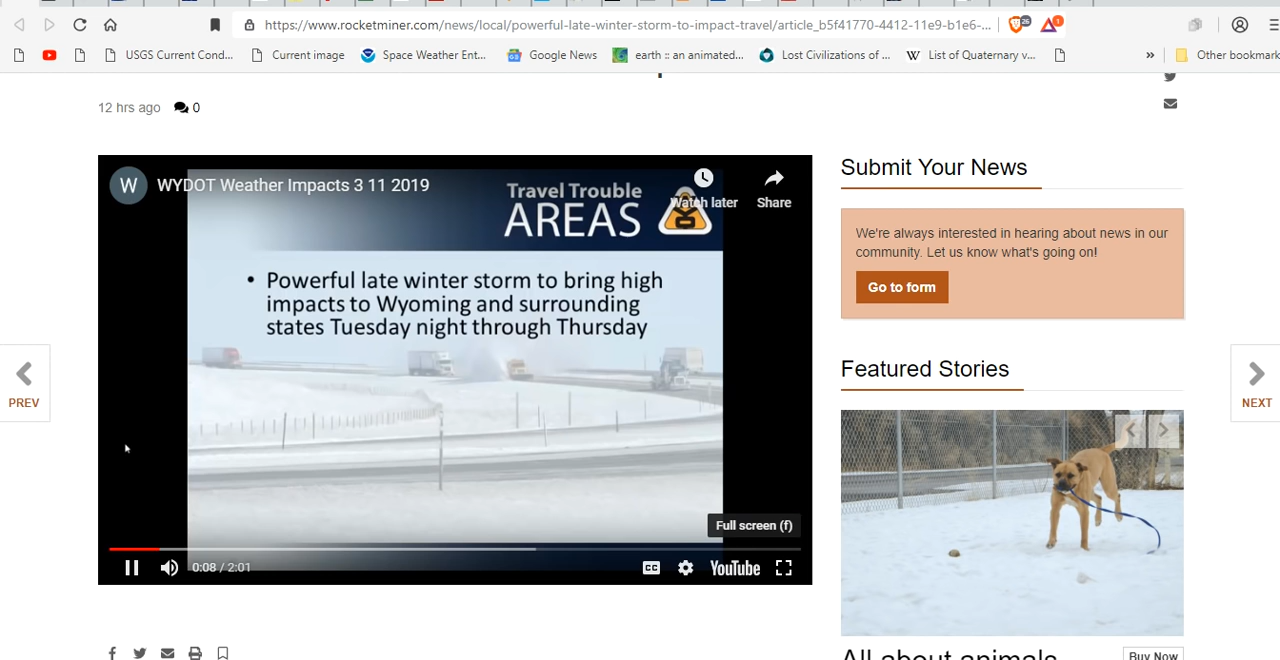 https://www.rocketminer.com/news/local/powerful-late-winter-storm-to-impact-travel/article_b5f41770-4412-11e9-b1e6-...
26
1
USGS Current Cond...
Current image
Space Weather Ent...
Google News
earth :: an animated...
Lost Civilizations of ...
W
List of Quaternary v...
»
Other bookmark
12 hrs ago
0
W
WYDOT Weather Impacts 3 11 2019
Travel Trouble
AREAS
Watch later
Share
• Powerful late winter storm to bring high
impacts to Wyoming and surrounding
states Tuesday night through Thursday
Full screen (f)
0:08 / 2:01
CC
YouTube
Submit Your News
We're always interested in hearing about news in our
community. Let us know what's going on!
Go to form
Featured Stories
PREV
NEXT
All about animals
Buy Now